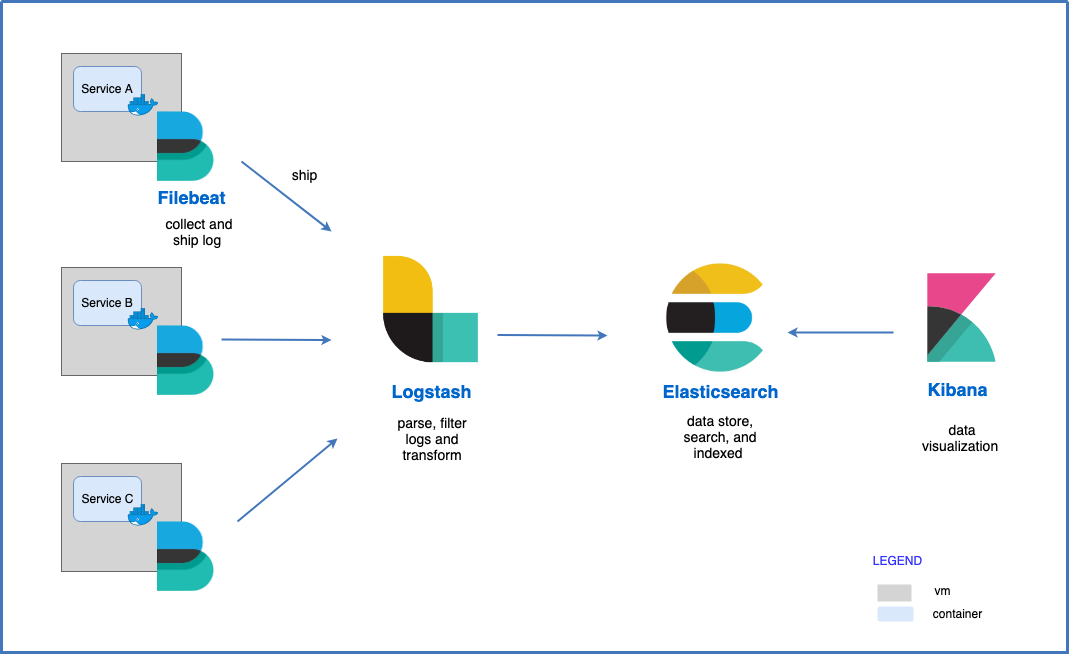 Service A
Filebeat
collect and
ship log
ship
Service B
Service C
Logstash
parse, filter
logs and
transform
Elasticsearch
data store,
search, and
indexed
Kibana
data
visualization
LEGEND
vm
container